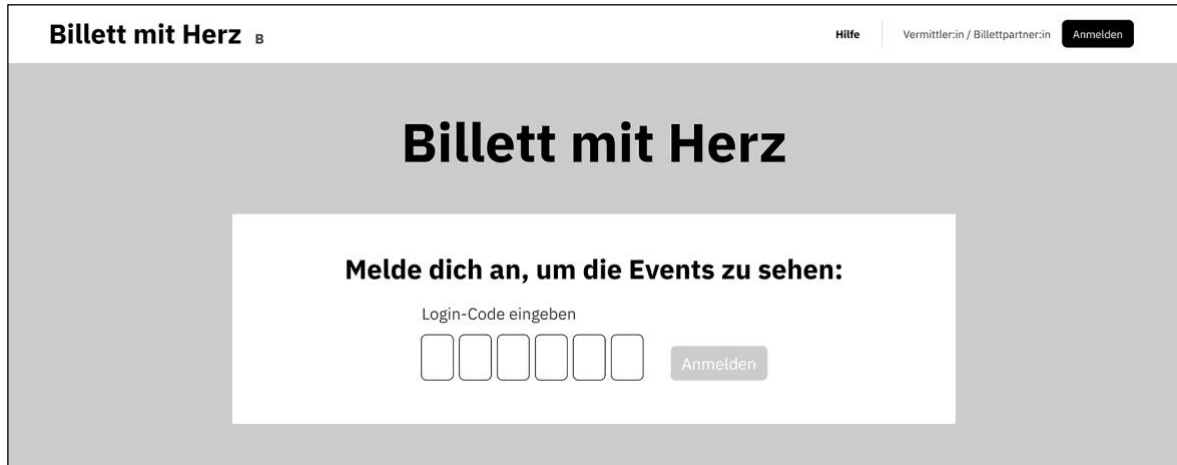 Billett mit Herz B
Hilfe
Vermittler:in / Billettpartner:in
Anmelden
Billett mit Herz
Melde dich an, um die Events zu sehen:
Login-Code eingeben
Anmelden